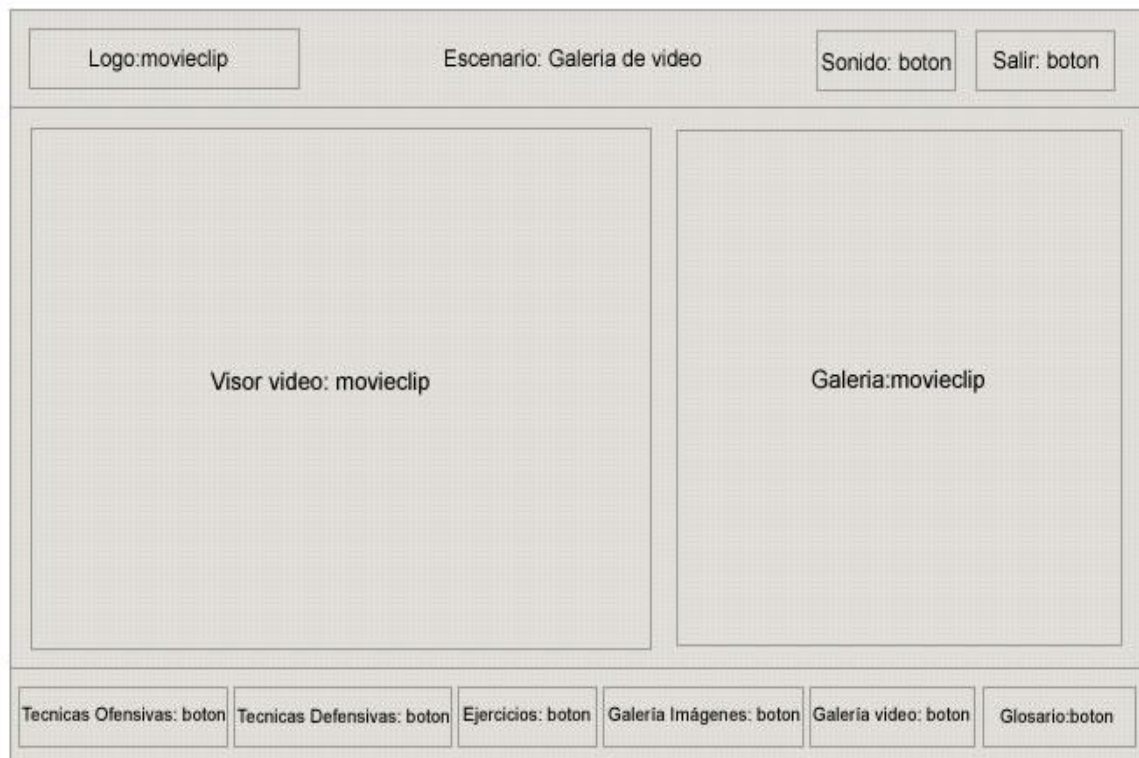 Logo:movieclip
Escenario: Galeria de video
Sonido: boton
Salir: boton
Visor video: movieclip
Galeria:movieclip
Tecnicas Ofensivas: boton
Tecnicas Defensivas: boton
Ejercicios: boton
Galería Imágenes: boton
Galería video: boton
Glosario:boton